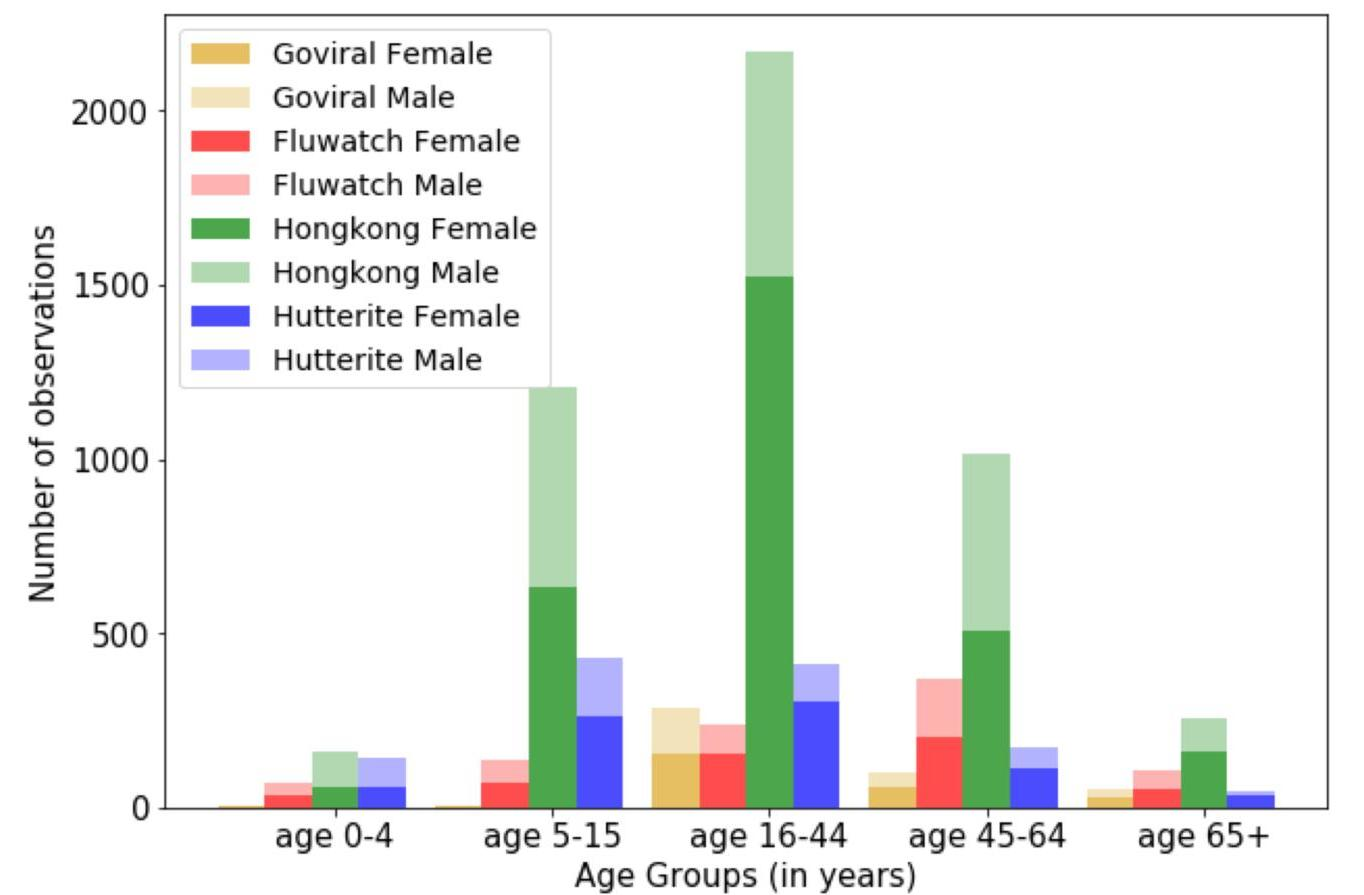 Goviral Female
Goviral Male
Fluwatch Female
Fluwatch Male
Hongkong Female
Hongkong Male
Hutterite Female
Hutterite Male
2000
1500
1000
500
0
Number of observations
age 0-4 age 5-15 age 16-44 age 45-64 age 65+
Age Groups (in years)